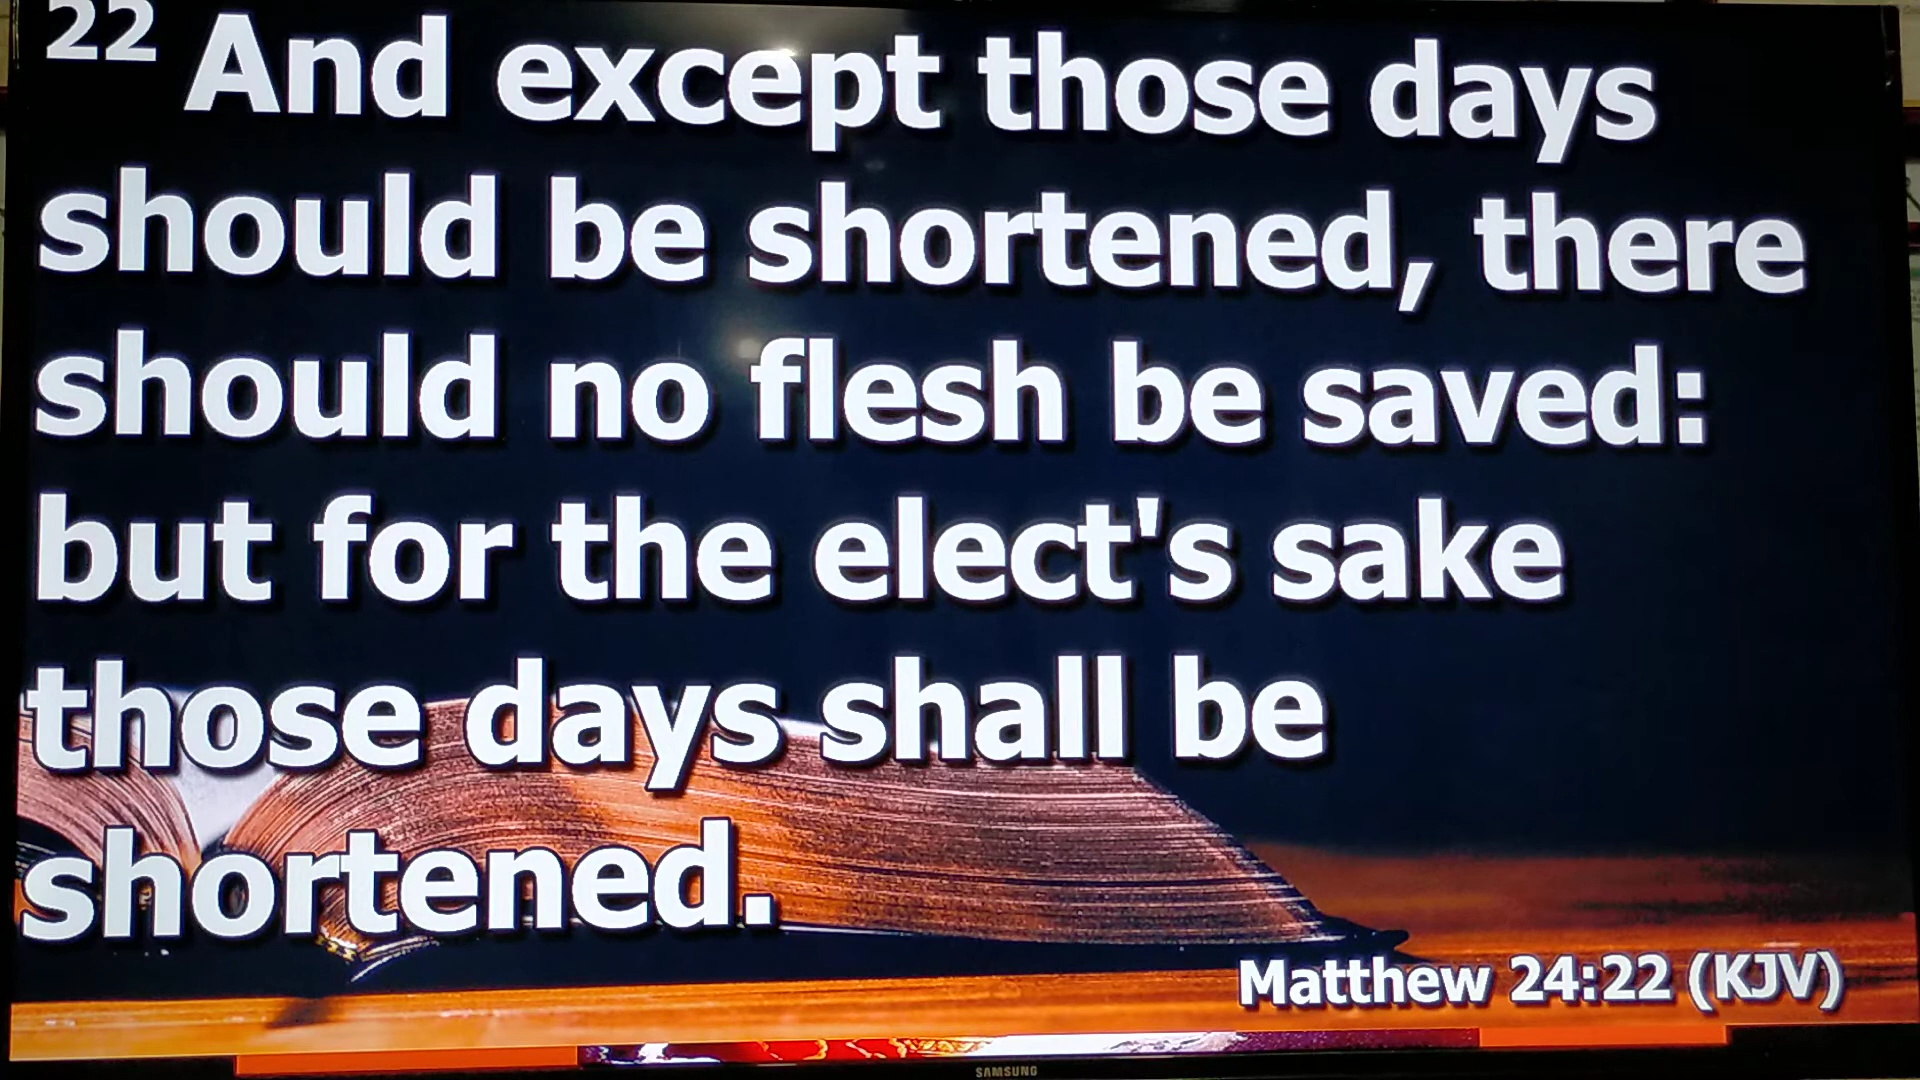 22 And except those days
should be shortened, there
should no flesh be saved:
but for the elect's sake
those days shall be
shortened.
Matthew 24:22 (KJV)
SAMSUNG